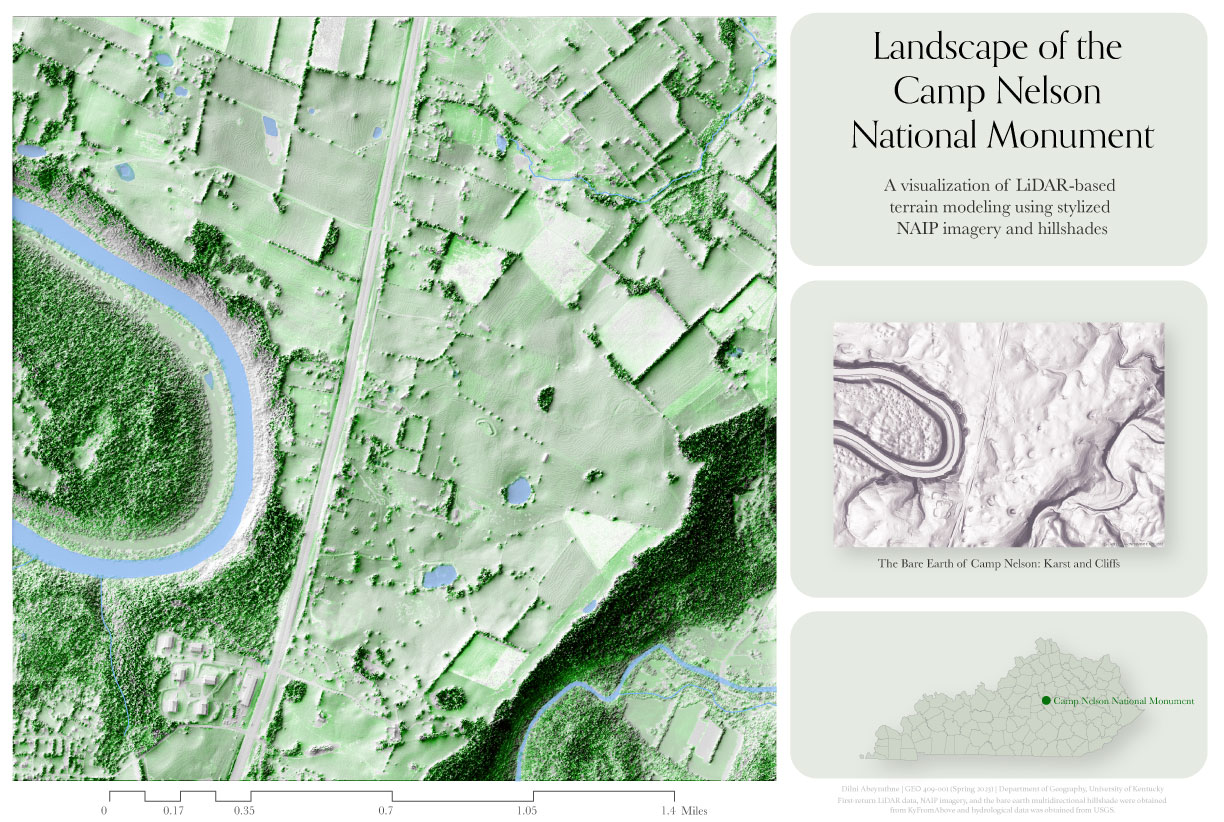 Landscape of the
Camp Nelson
National Monument
A visualization of LiDAR-based
terrain modeling using stylized
NAIP imagery and hillshades
The Bare Earth of Camp Nelson: Karst and Cliffs
Camp Nelson National Monument
0 0.17 0.35 0.7 1.05 1.4 Miles
Dilni Abeyrathne | GEO 409-001 (Spring 2023) | Department of Geography, University of Kentucky
First-return LiDAR data, NAIP imagery, and the bare earth multidirectional hillshade were obtained
from KyFromAbove and hydrological data was obtained from USGS.